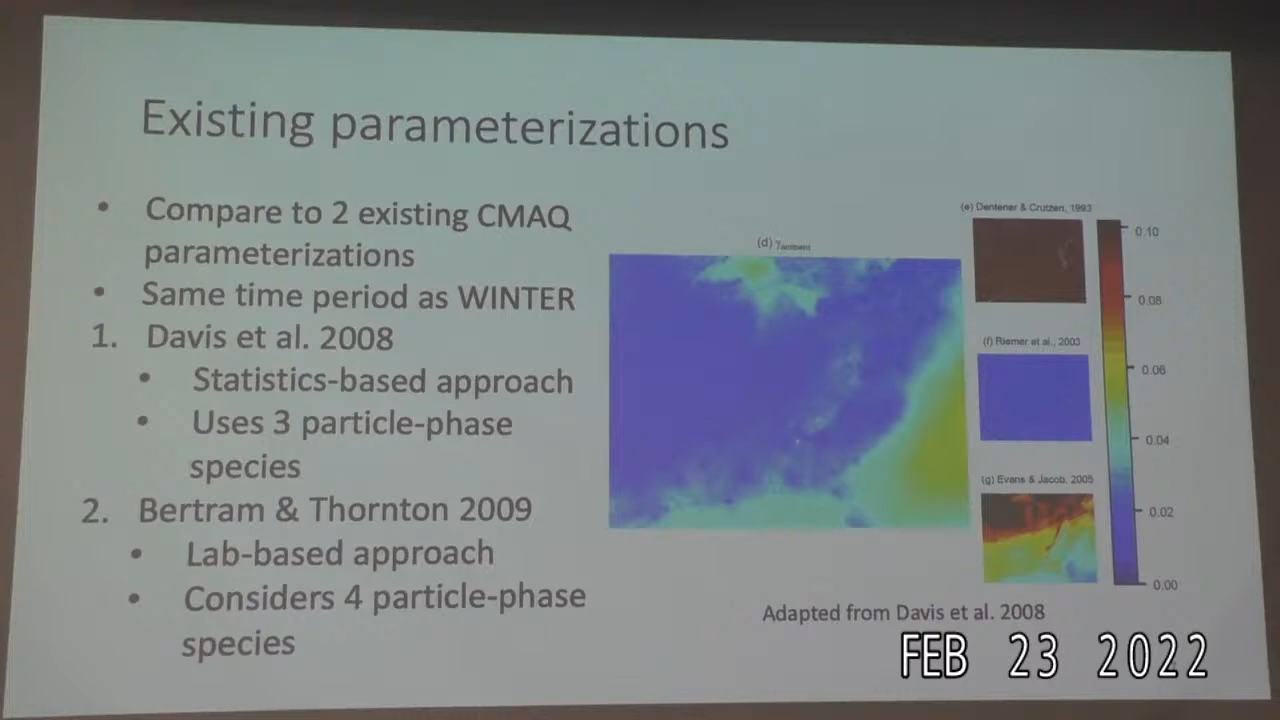 Existing parameterizations
• Compare to 2 existing CMAQ
parameterizations
• Same time period as WINTER
1. Davis et al. 2008
• Statistics-based approach
• Uses 3 particle-phase
species
2. Bertram & Thornton 2009
• Lab-based approach
• Considers 4 particle-phase
species
(d) γambient
(e) Dentener & Crutzen, 1993
(f) Riemer et al., 2003
(g) Evans & Jacob, 2005
0.10
0.08
0.06
0.04
0.02
0.00
Adapted from Davis et al. 2008
FEB 23 2022